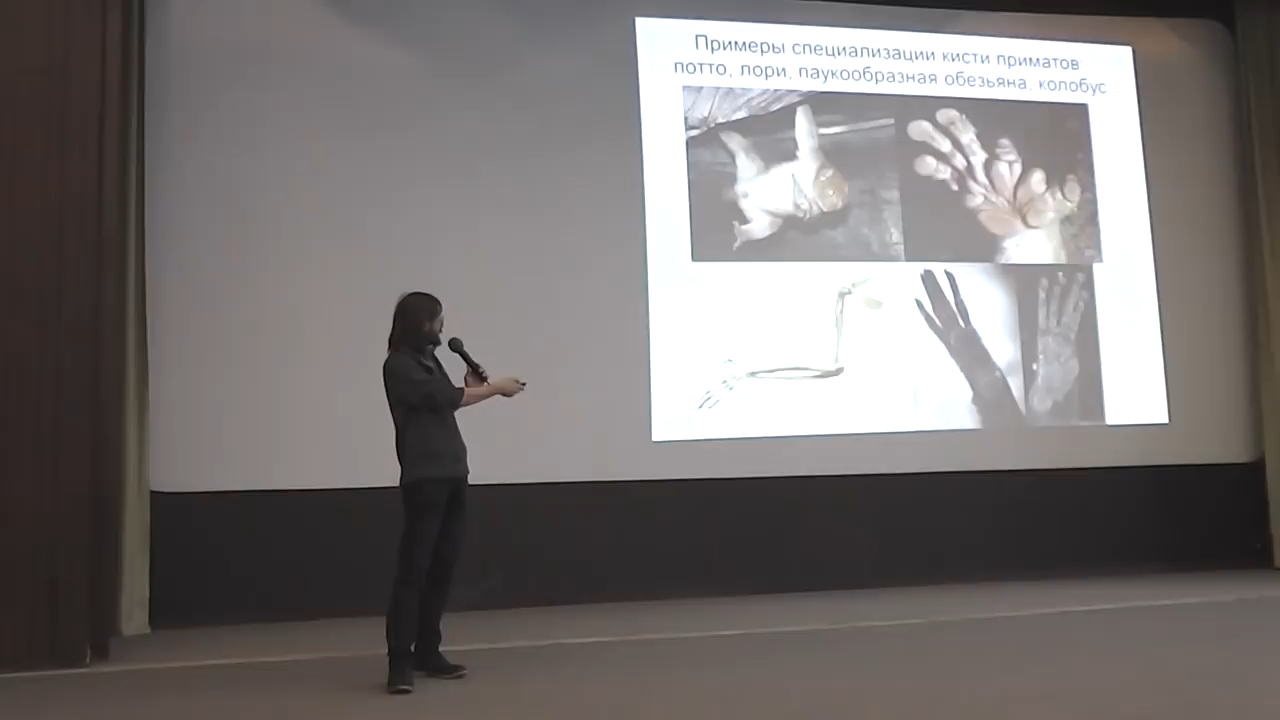 Примеры специализации кисти приматов:
потто, лори, паукообразная обезьяна, колобус